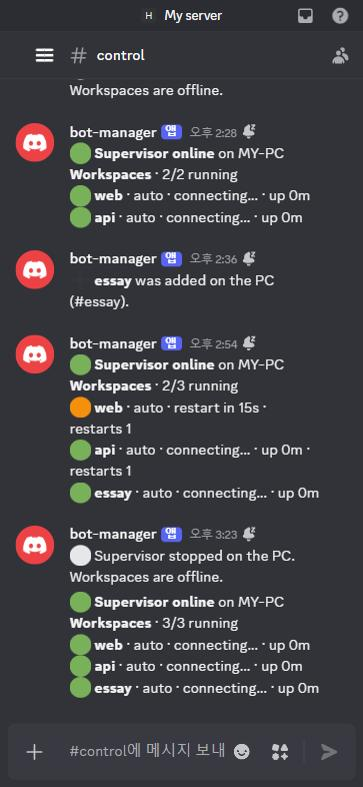 H My server
# control
Workspaces are offline.
bot-manager 앱 오후 2:28
Supervisor online on MY-PC
Workspaces · 2/2 running
web · auto · connecting... · up 0m
api · auto · connecting... · up 0m
bot-manager 앱 오후 2:36
essay was added on the PC
(#essay).
bot-manager 앱 오후 2:54
Supervisor online on MY-PC
Workspaces · 2/3 running
web · auto · restart in 15s ·
restarts 1
api · auto · connecting... · up 0m ·
restarts 1
essay · auto · connecting... · up 0m
bot-manager 앱 오후 3:23
Supervisor stopped on the PC.
Workspaces are offline.
Supervisor online on MY-PC
Workspaces · 3/3 running
web · auto · connecting... · up 0m
api · auto · connecting... · up 0m
essay · auto · connecting... · up 0m
#control에 메시지 보내